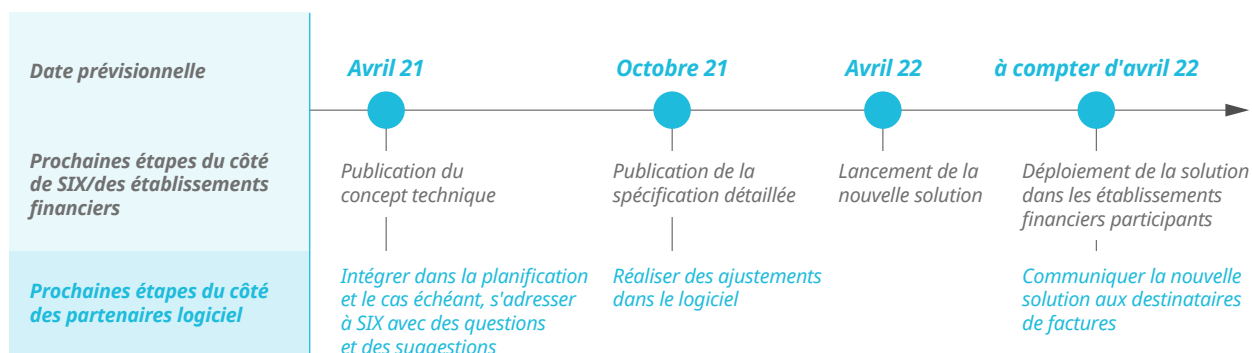 Date prévisionnelle
Avril 21
Octobre 21
Avril 22
à compter d'avril 22
Prochaines étapes du côté
de SIX/des établissements
financiers
Publication du
concept technique
Publication de la
spécification détaillée
Lancement de la
nouvelle solution
Déploiement de la solution
dans les établissements
financiers participants
Prochaines étapes du côté
des partenaires logiciel
Intégrer dans la planification
et le cas échéant, s'adresser
à SIX avec des questions
et des suggestions
Réaliser des ajustements
dans le logiciel
Communiquer la nouvelle
solution aux destinataires
de factures